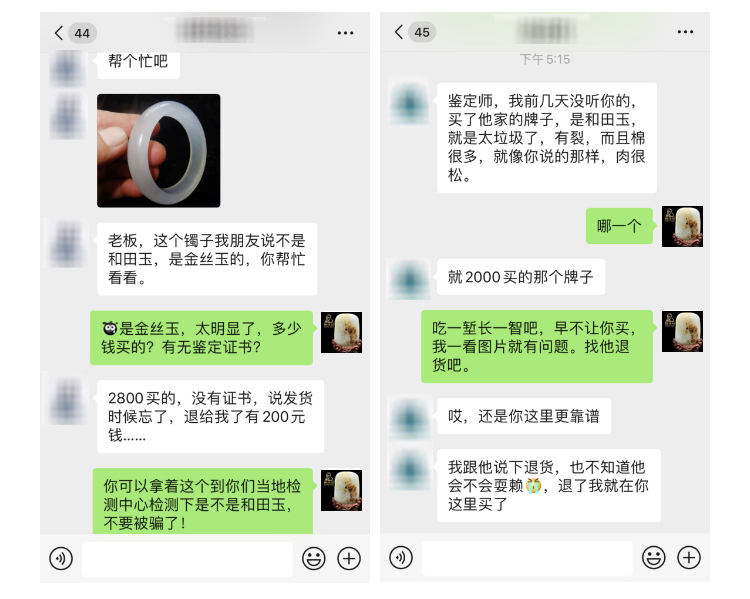 44
帮个忙吧
老板，这个镯子我朋友说不是
和田玉，是金丝玉的，你帮忙
看看。
是金丝玉，太明显了，多少
钱买的？有无鉴定证书？
2800买的，没有证书，说发货
时候忘了，退给我了有200元
钱……
你可以拿着这个到你们当地检
测中心检测下是不是和田玉，
不要被骗了！
45
下午5:15
鉴定师，我前几天没听你的，
买了他家的牌子，是和田玉，
就是太垃圾了，有裂，而且棉
很多，就像你说的那样，肉很
松。
哪一个
就2000买的那个牌子
吃一堑长一智吧，早不让你买，
我一看图片就有问题。找他退
货吧。
哎，还是你这里更靠谱
我跟他说下退货，也不知道他
会不会耍赖😭，退了我就在你
这里买了